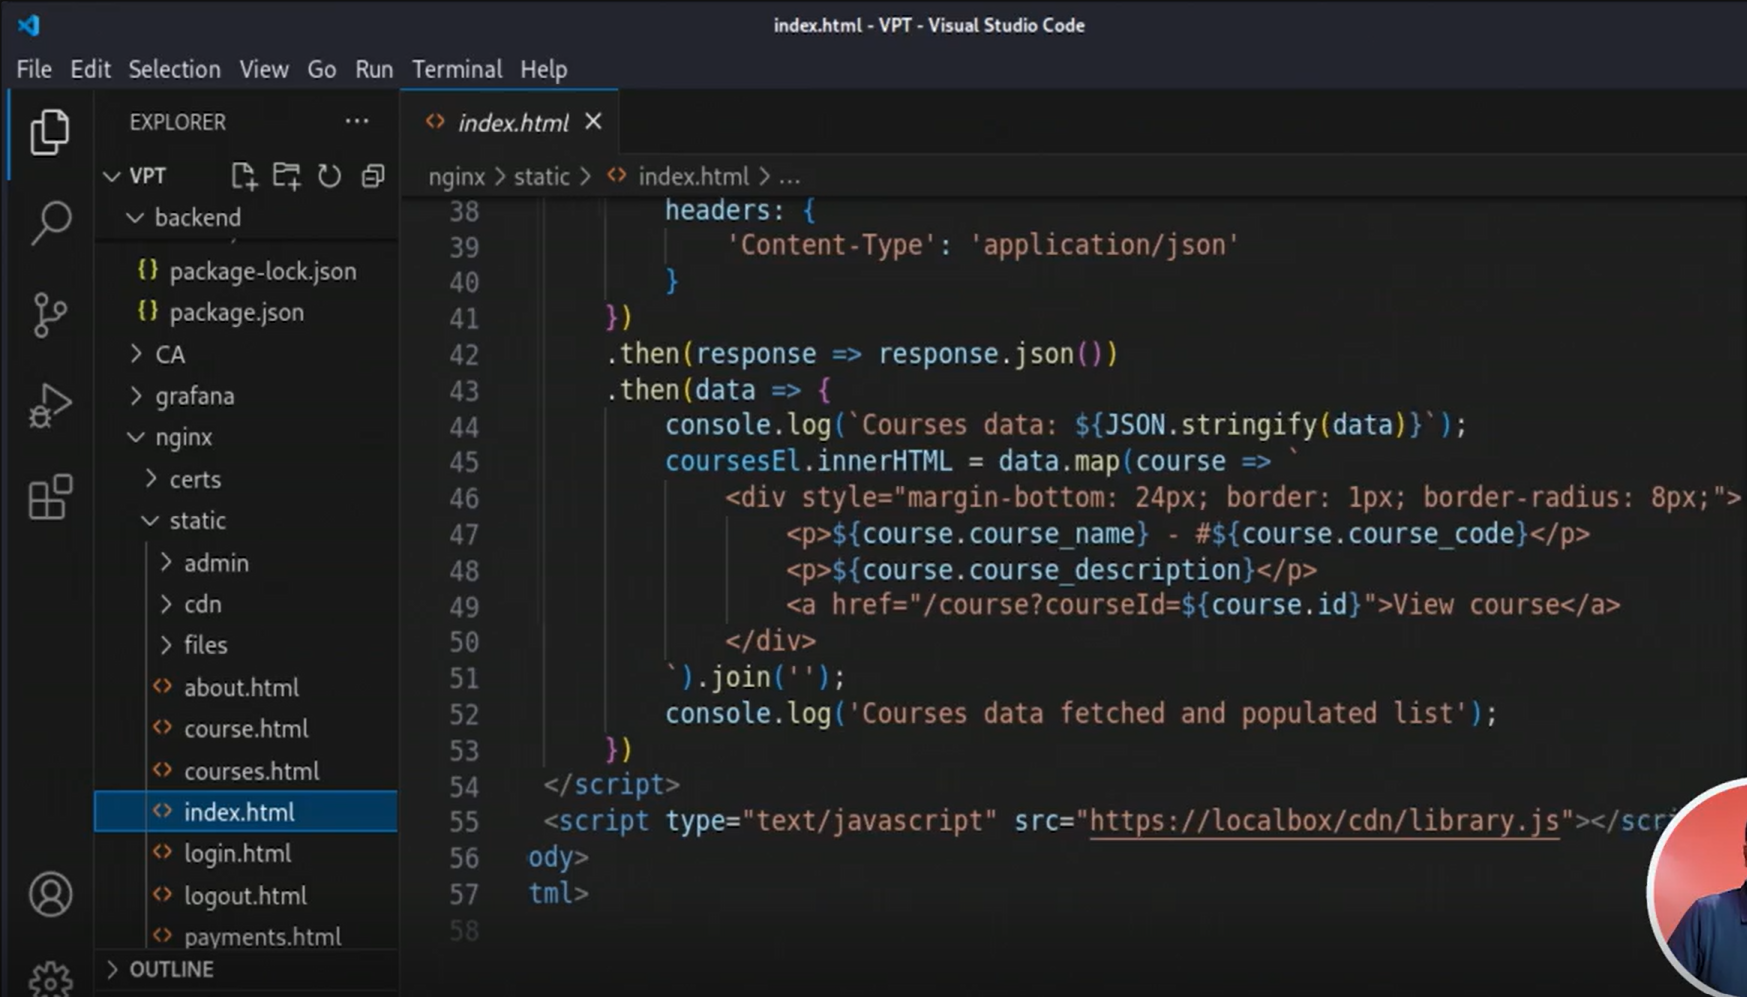 index.html - VPT - Visual Studio Code
File Edit Selection View Go Run Terminal Help
EXPLORER ...
VPT
backend
package-lock.json
package.json
CA
grafana
nginx
certs
static
admin
cdn
files
about.html
course.html
courses.html
index.html
login.html
logout.html
payments.html
OUTLINE
index.html
nginx > static > index.html > ...
38 headers: {
39 'Content-Type': 'application/json'
40 }
41 })
42 .then(response => response.json())
43 .then(data => {
44 console.log(`Courses data: ${JSON.stringify(data)}`);
45 coursesEl.innerHTML = data.map(course => `
46 <div style="margin-bottom: 24px; border: 1px; border-radius: 8px;">
47 <p>${course.course_name} - #${course.course_code}</p>
48 <p>${course.course_description}</p>
49 <a href="/course?courseId=${course.id}">View course</a>
50 </div>
51 `).join('');
52 console.log('Courses data fetched and populated list');
53 })
54 </script>
55 <script type="text/javascript" src="https://localbox/cdn/library.js"></scri
56 ody>
57 tml>
58